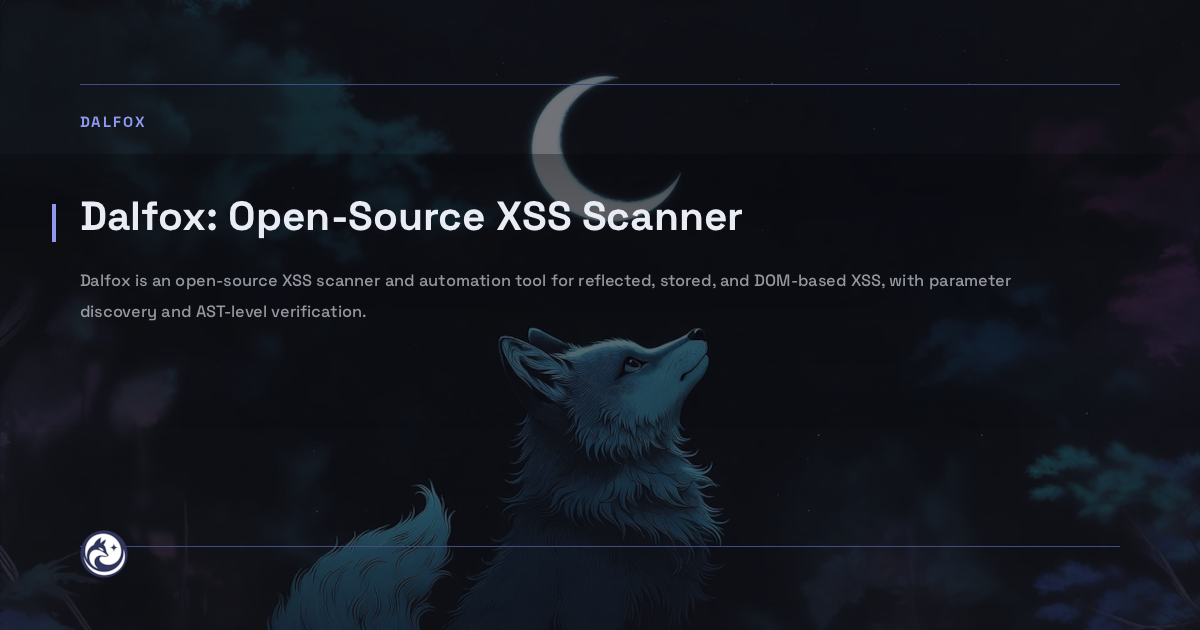 DALFOX
Dalfox: Open-Source XSS Scanner
Dalfox is an open-source XSS scanner and automation tool for reflected, stored, and DOM-based XSS, with parameter
discovery and AST-level verification.